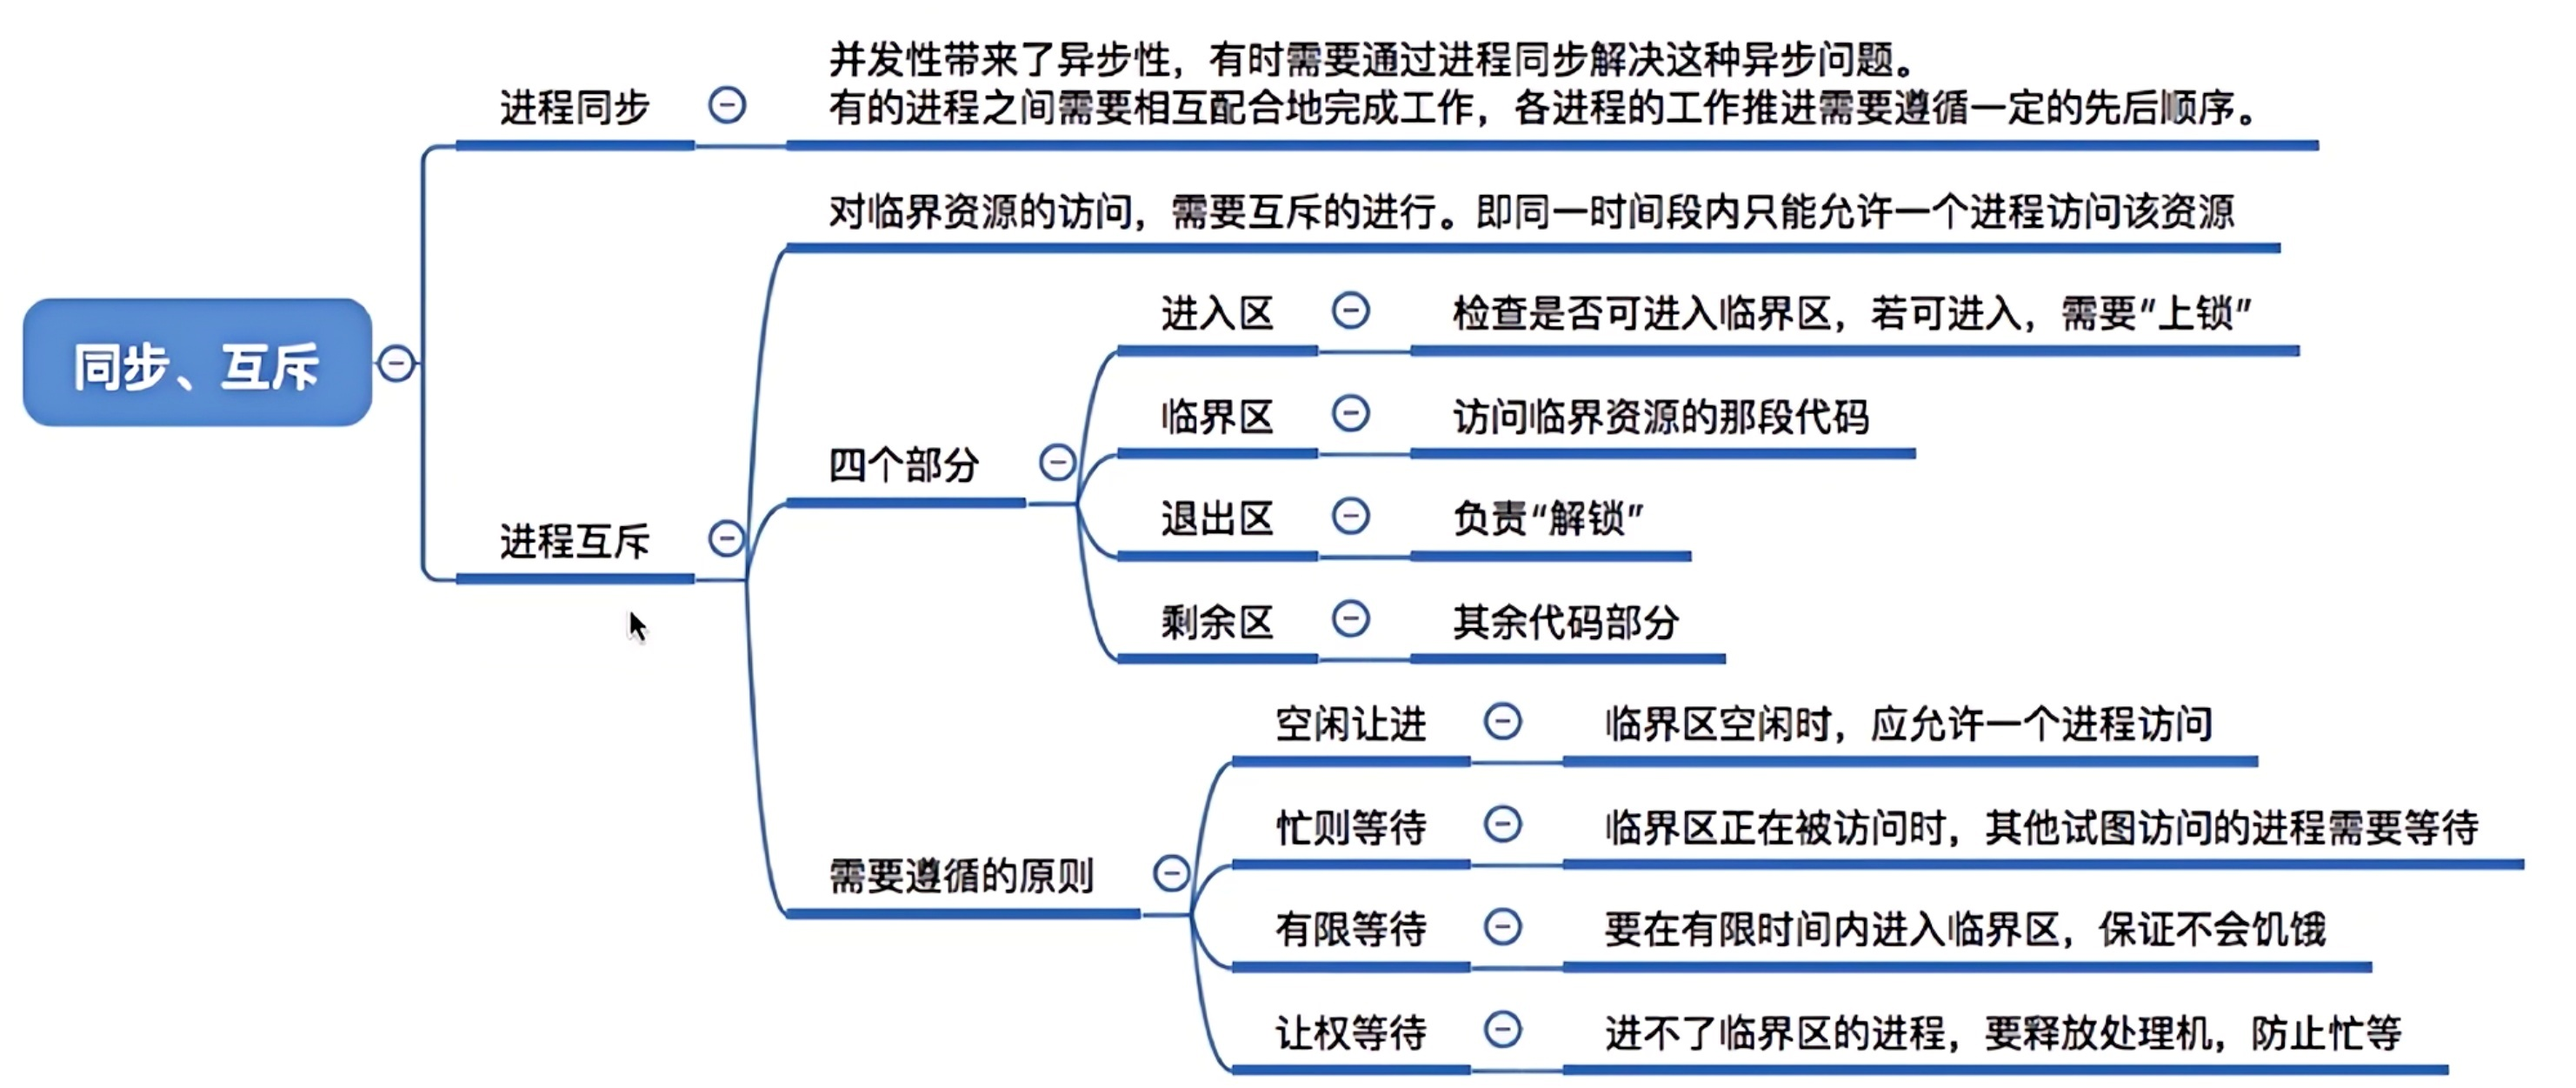 并发性带来了异步性，有时需要通过进程同步解决这种异步问题。
进程同步
有的进程之间需要相互配合地完成工作，各进程的工作推进需要遵循一定的先后顺序。
对临界资源的访问，需要互斥的进行。即同一时间段内只能允许一个进程访问该资源
同步、互斥
进程互斥
四个部分
进入区
检查是否可进入临界区，若可进入，需要“上锁”
临界区
访问临界资源的那段代码
退出区
负责“解锁”
剩余区
其余代码部分
需要遵循的原则
空闲让进
临界区空闲时，应允许一个进程访问
忙则等待
临界区正在被访问时，其他试图访问的进程需要等待
有限等待
要在有限时间内进入临界区，保证不会饥饿
让权等待
进不了临界区的进程，要释放处理机，防止忙等